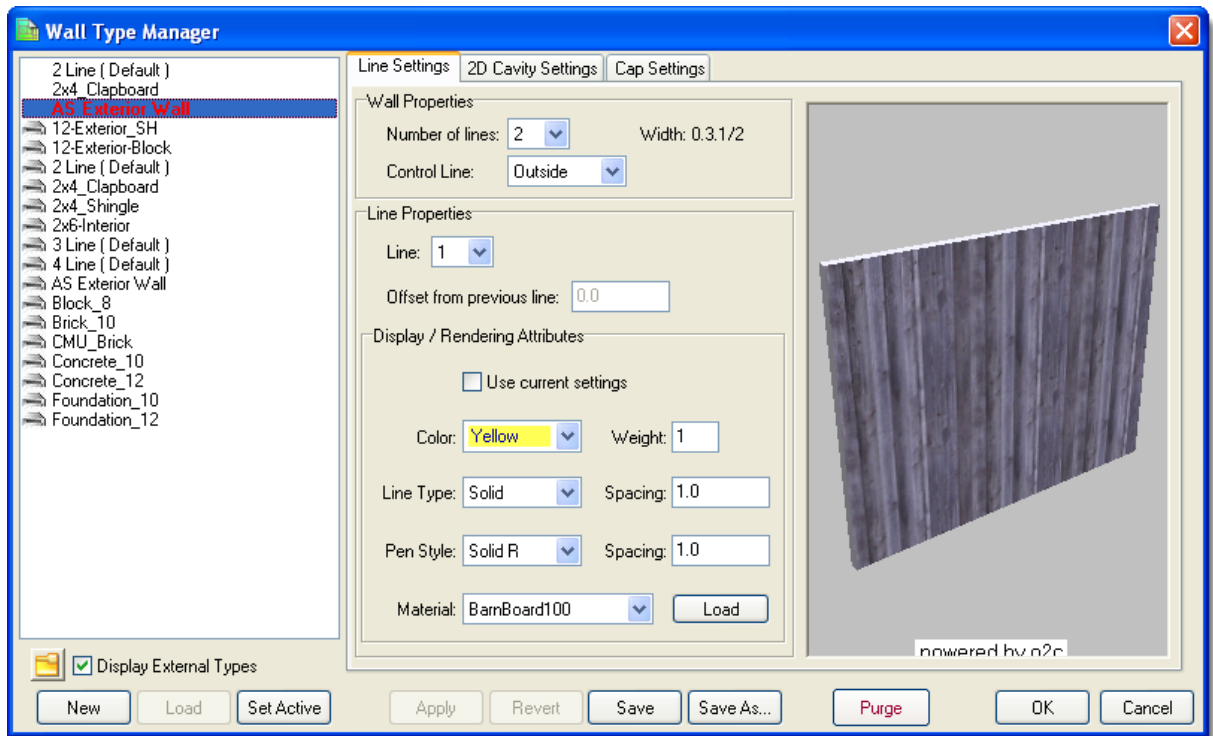 Wall Type Manager
2 Line ( Default )
2x4_Clapboard
AS Exterior Wall
12-Exterior_SH
12-Exterior-Block
2 Line ( Default )
2x4_Clapboard
2x4_Shingle
2x6-Interior
3 Line ( Default )
4 Line ( Default )
AS Exterior Wall
Block_8
Brick_10
CMU_Brick
Concrete_10
Concrete_12
Foundation_10
Foundation_12
Display External Types
Line Settings 2D Cavity Settings Cap Settings
Wall Properties
Number of lines: 2 Width: 0.3.1/2
Control Line: Outside
Line Properties
Line: 1
Offset from previous line: 0.0
Display / Rendering Attributes
Use current settings
Color: Yellow Weight: 1
Line Type: Solid Spacing: 1.0
Pen Style: Solid R Spacing: 1.0
Material: BarnBoard100 Load
powered by o2c
New Load Set Active Apply Revert Save Save As... Purge OK Cancel